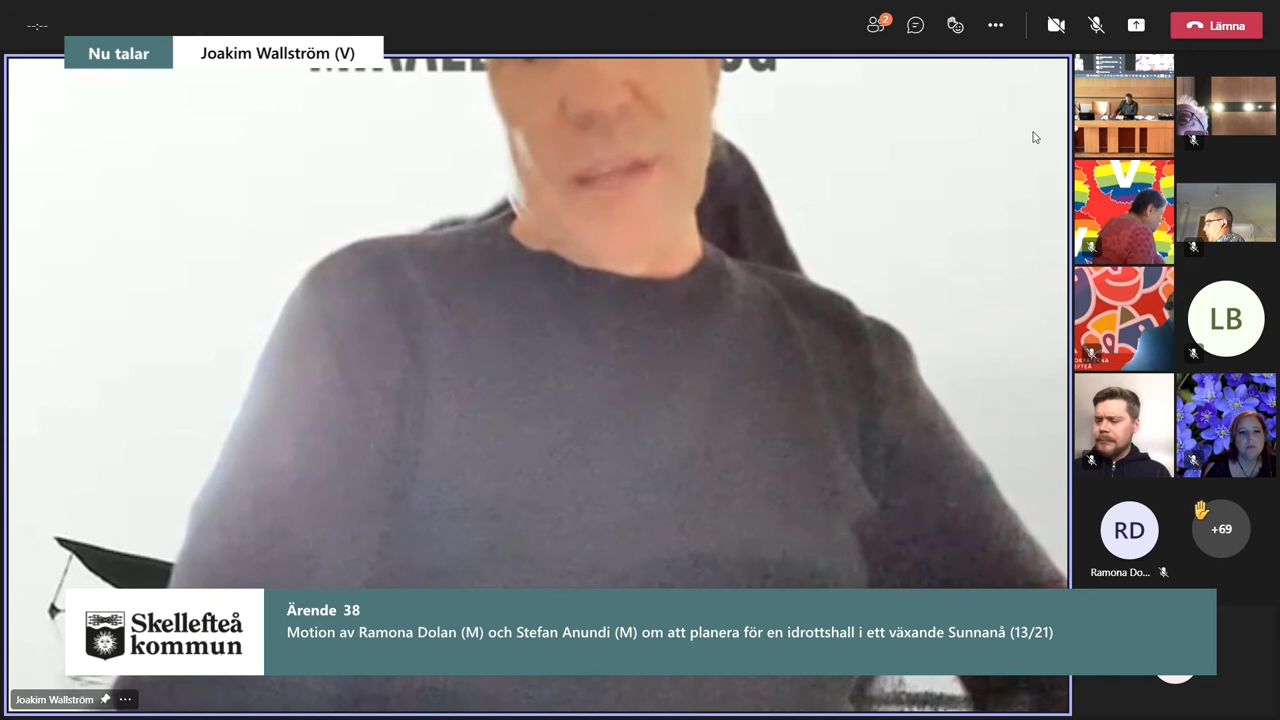 --:--
2
Lämna
Nu talar
Joakim Wallström (V)
V
LB
RD
+69
Ramona Do...
Skellefteå
kommun
Ärende 38
Motion av Ramona Dolan (M) och Stefan Anundi (M) om att planera för en idrottshall i ett växande Sunnanå (13/21)
Joakim Wallström